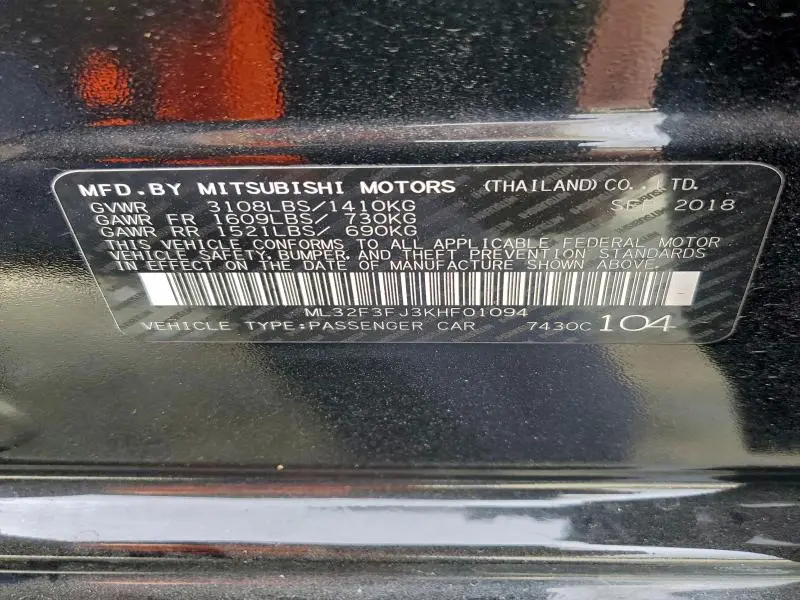 MFD.BY MITSUBISHI MOTORS (THAILAND)CO.,LTD.
GVWR 3108LBS/1410KG SEP 2018
GAWR FR 1609LBS/ 730KG
GAWR RR 1521LBS/ 690KG
THIS VEHICLE CONFORMS TO ALL APPLICABLE FEDERAL MOTOR
VEHICLE SAFETY, BUMPER, AND THEFT PREVENTION STANDARDS
IN EFFECT ON THE DATE OF MANUFACTURE SHOWN ABOVE.
ML32F3FJ3KHF01094
VEHICLE TYPE:PASSENGER CAR 7430C 104